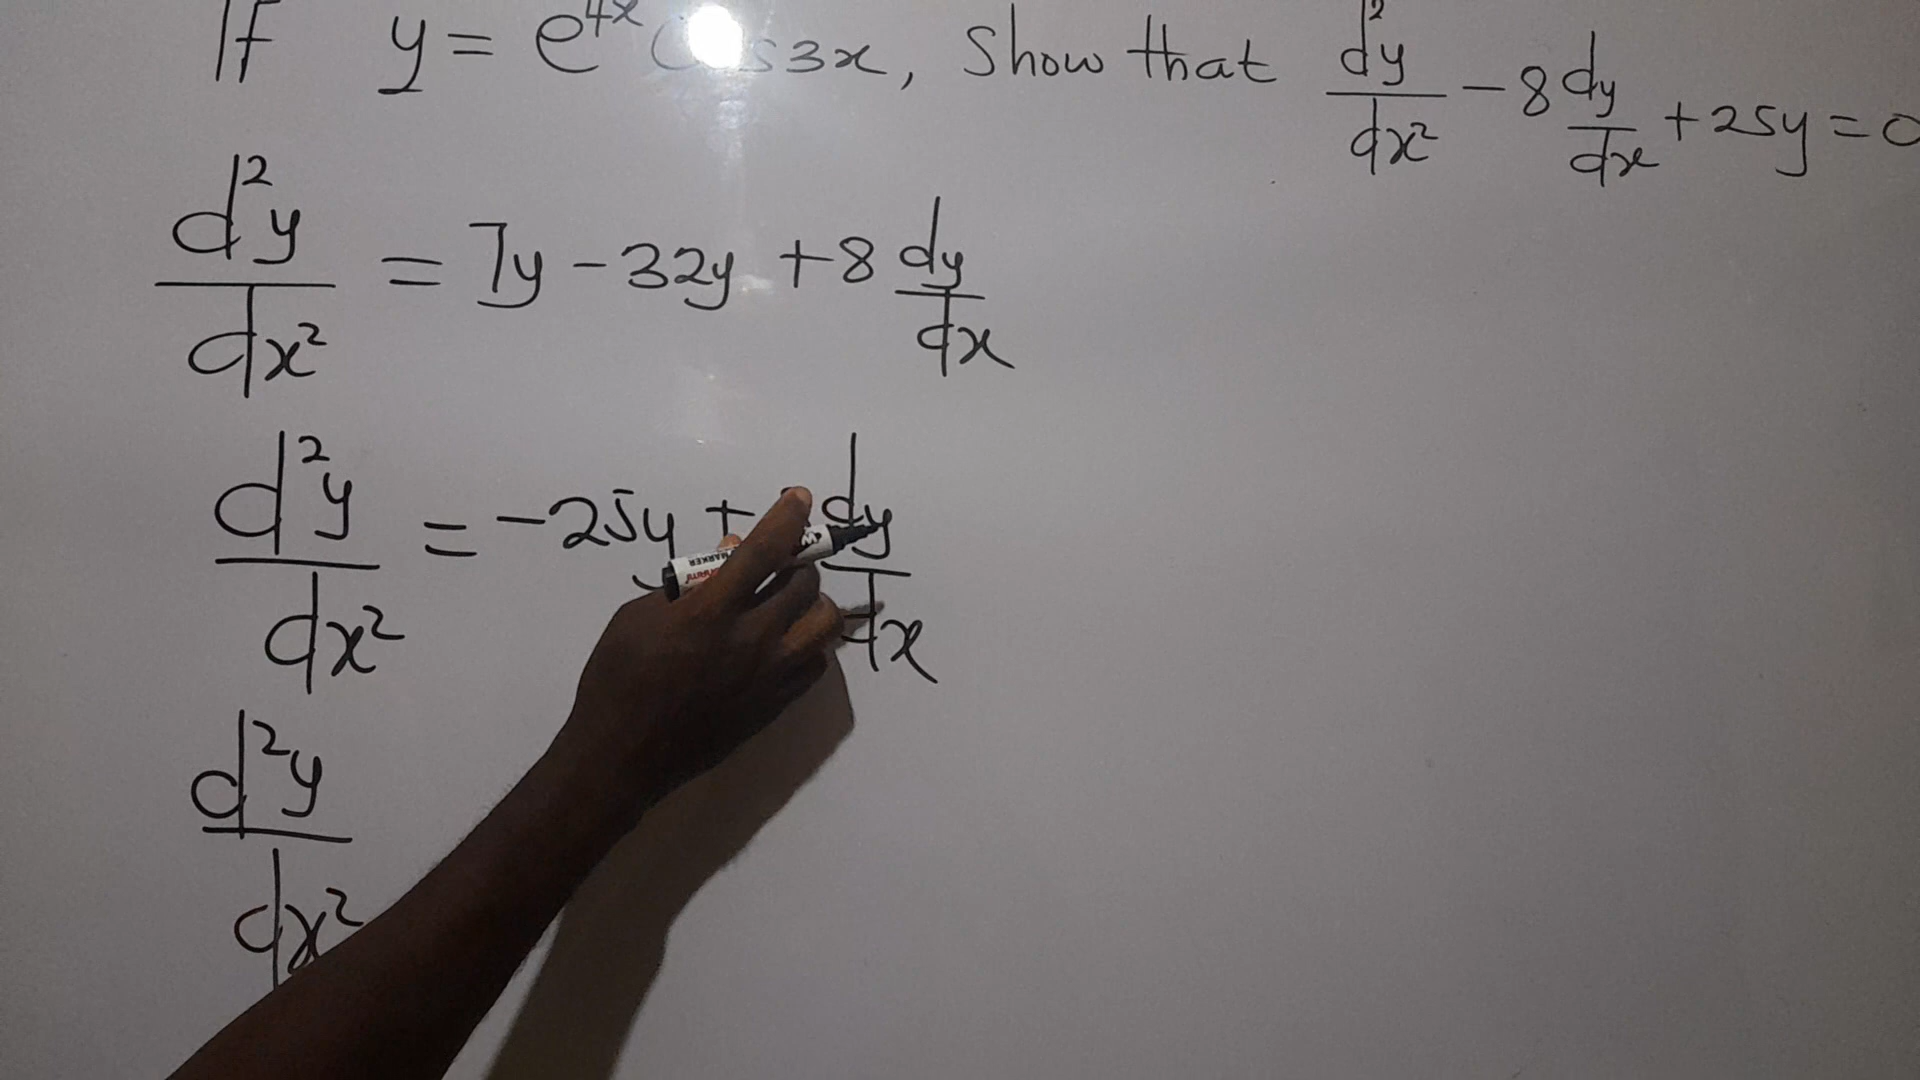 If y = e^4x Cos3x, Show that d²y/dx² - 8 dy/dx + 25y = 0
d²y/dx² = 7y - 32y + 8 dy/dx
d²y/dx² = -25y + dy/dx
d²y/dx²
MARKER